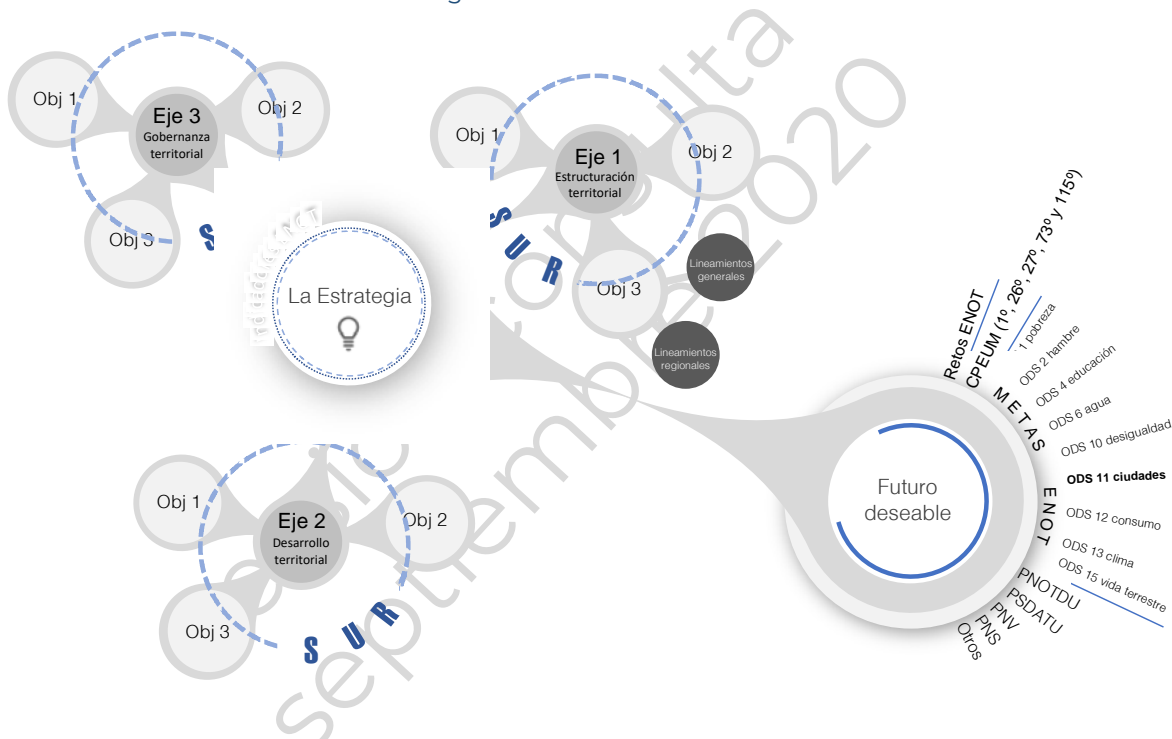 Obj 1
Eje 3
Gobernanza
territorial
Obj 2
Obj 3
S
Obj 1
Eje 1
Estructuración
territorial
Obj 2
Obj 3
SUR
Lineamientos
generales
Lineamientos
regionales
La Estrategia
Obj 1
Eje 2
Desarrollo
territorial
Obj 2
Obj 3
SUR
Futuro
deseable
Retos ENOT
CPEUM (1º, 26º, 27º, 73º y 115º)
METAS
ENOT
1 pobreza
ODS 2 hambre
ODS 4 educación
ODS 6 agua
ODS 10 desigualdad
ODS 11 ciudades
ODS 12 consumo
ODS 13 clima
ODS 15 vida terrestre
PNOTDU
PSDATU
PNV
PNS
Otros
septiembre 2020